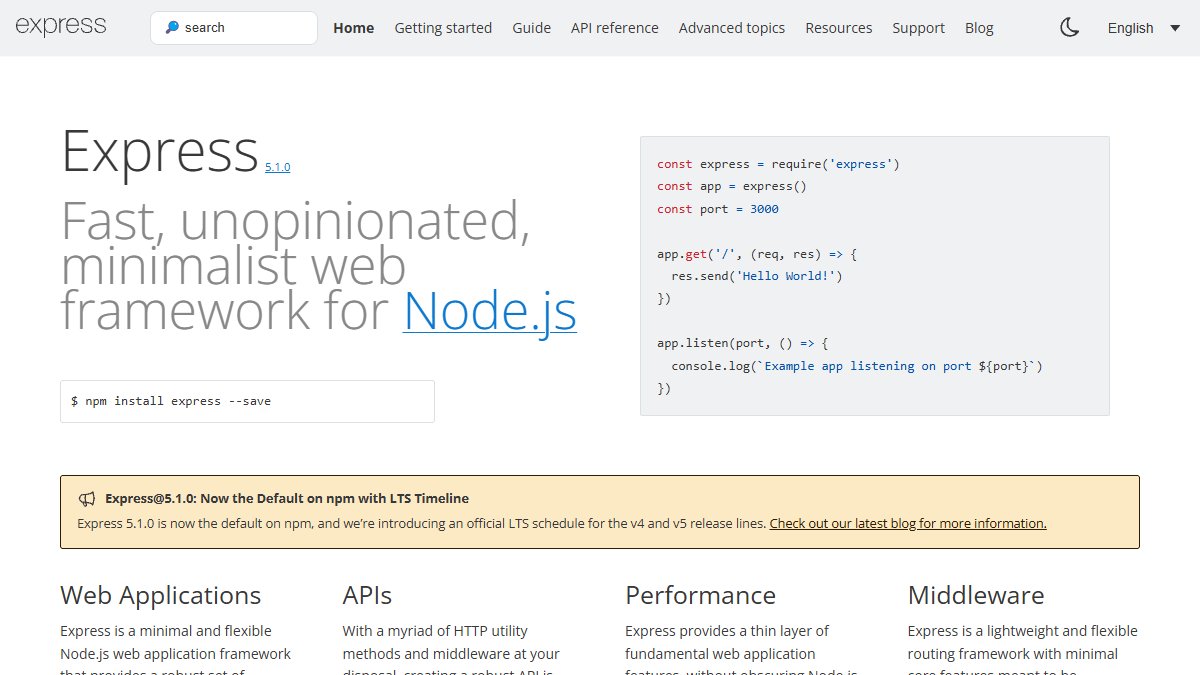 express
search
Home Getting started Guide API reference Advanced topics Resources Support Blog English
Express 5.1.0
Fast, unopinionated,
minimalist web
framework for Node.js
$ npm install express --save
const express = require('express')
const app = express()
const port = 3000
app.get('/', (req, res) => {
  res.send('Hello World!')
})
app.listen(port, () => {
  console.log(`Example app listening on port ${port}`)
})
Express@5.1.0: Now the Default on npm with LTS Timeline
Express 5.1.0 is now the default on npm, and we’re introducing an official LTS schedule for the v4 and v5 release lines. Check out our latest blog for more information.
Web Applications
Express is a minimal and flexible
Node.js web application framework
that provides a robust set of
APIs
With a myriad of HTTP utility
methods and middleware at your
disposal, creating a robust API is
Performance
Express provides a thin layer of
fundamental web application
features, without obscuring Node.js
Middleware
Express is a lightweight and flexible
routing framework with minimal
core features meant to be